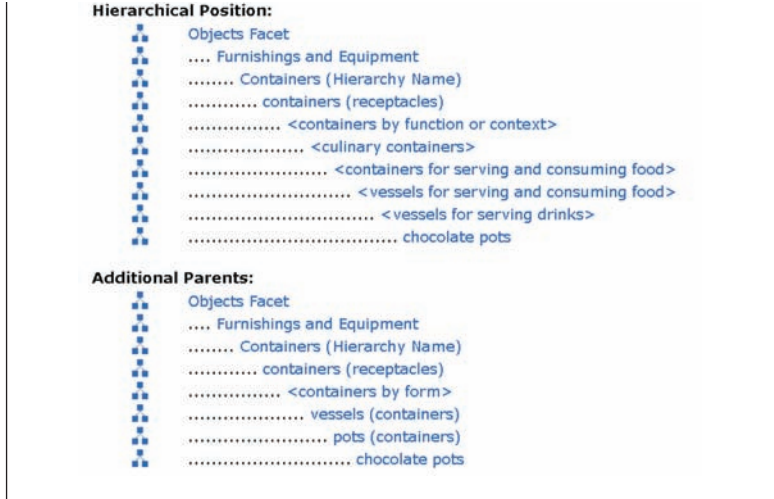 Hierarchical Position:
Objects Facet
.... Furnishings and Equipment
........ Containers (Hierarchy Name)
............ containers (receptacles)
................ <containers by function or context>
.................... <culinary containers>
........................ <containers for serving and consuming food>
............................ <vessels for serving and consuming food>
................................ <vessels for serving drinks>
.................................... chocolate pots
Additional Parents:
Objects Facet
.... Furnishings and Equipment
........ Containers (Hierarchy Name)
............ containers (receptacles)
................ <containers by form>
.................... vessels (containers)
........................ pots (containers)
............................ chocolate pots